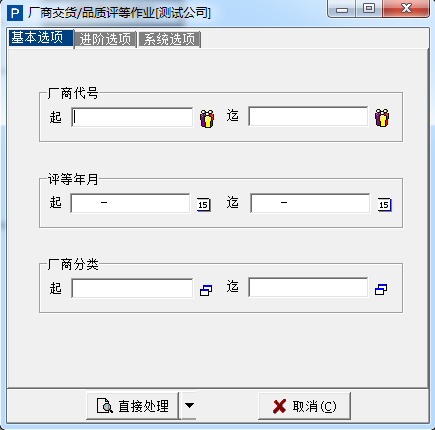 P 厂商交货/品质评等作业[测试公司]
基本选项 进阶选项 系统选项
厂商代号
起 迄
评等年月
起 - 15 迄 - 15
厂商分类
起 迄
直接处理 取消(C)